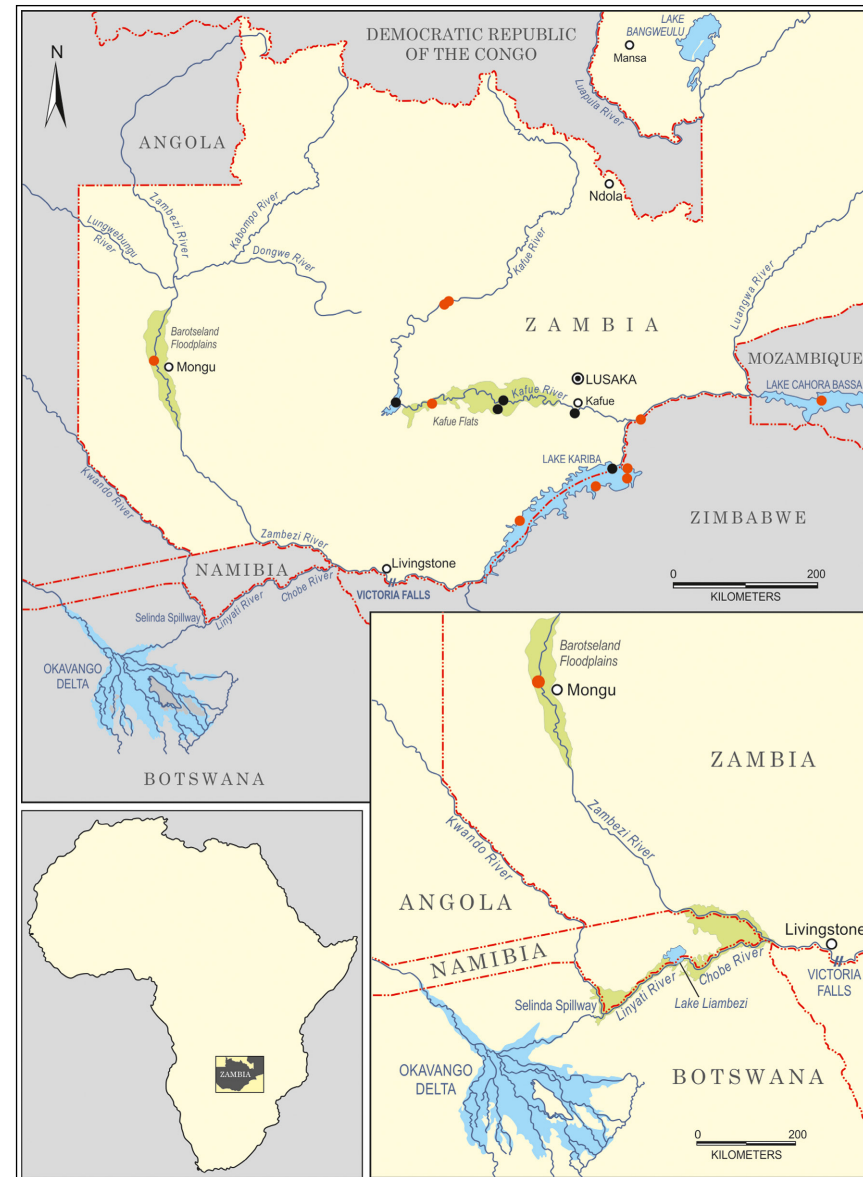 DEMOCRATIC REPUBLIC
OF THE CONGO
LAKE
BANGWEULU
Mansa
N
Luapula River
ANGOLA
Ndola
Zambezi River
Kabompo River
Lungwebungu
River
Dongwe River
Kafue River
Luangwa River
Barotseland
Floodplains
ZAMBIA
Mongu
MOZAMBIQUE
LUSAKA
LAKE CAHORA BASSA
Kafue River
Kafue
Kafue Flats
LAKE KARIBA
Kwando River
ZIMBABWE
Zambezi River
Livingstone
NAMIBIA
VICTORIA FALLS
Chobe River
Linyati River
0 200
KILOMETERS
Selinda Spillway
OKAVANGO
DELTA
BOTSWANA
Barotseland
Floodplains
Mongu
ZAMBIA
Zambezi River
Kwando River
ANGOLA
Livingstone
NAMIBIA
VICTORIA
FALLS
Chobe River
Linyati River
Selinda Spillway
Lake Liambezi
OKAVANGO
DELTA
BOTSWANA
0 200
KILOMETERS
ZAMBIA